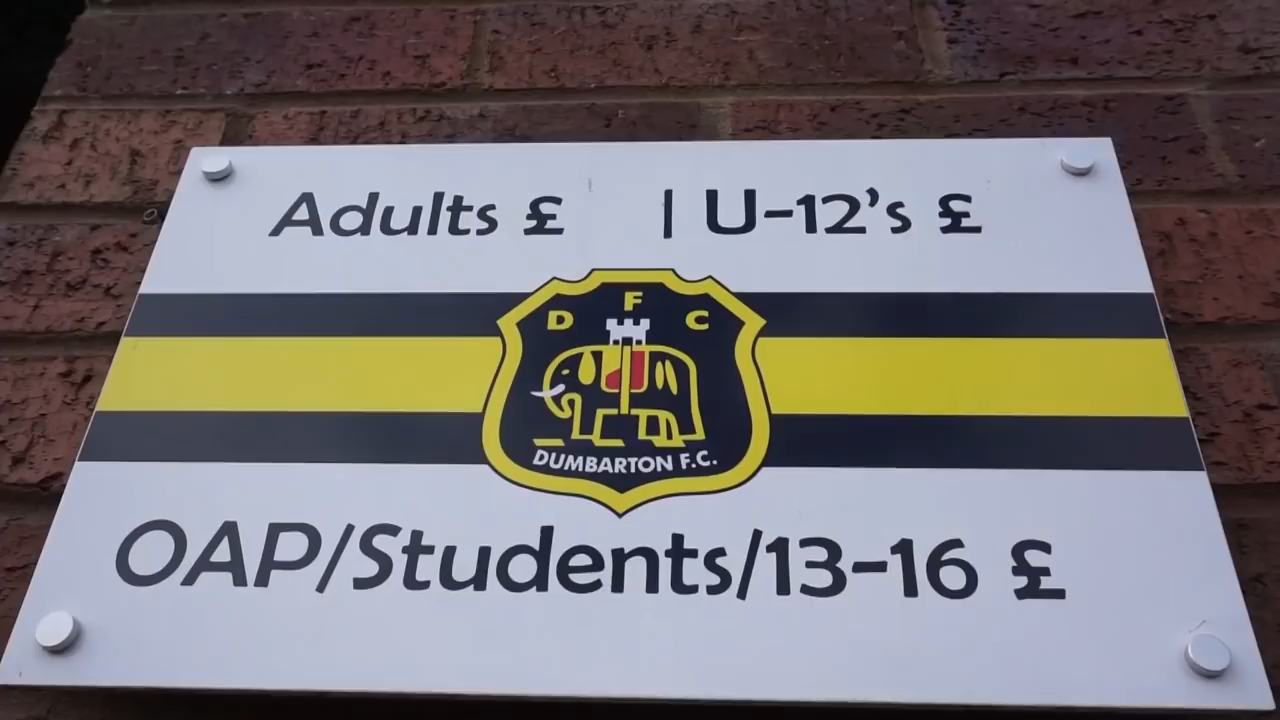 Adults £ | U-12's £
D F C
DUMBARTON F.C.
OAP/Students/13-16 £